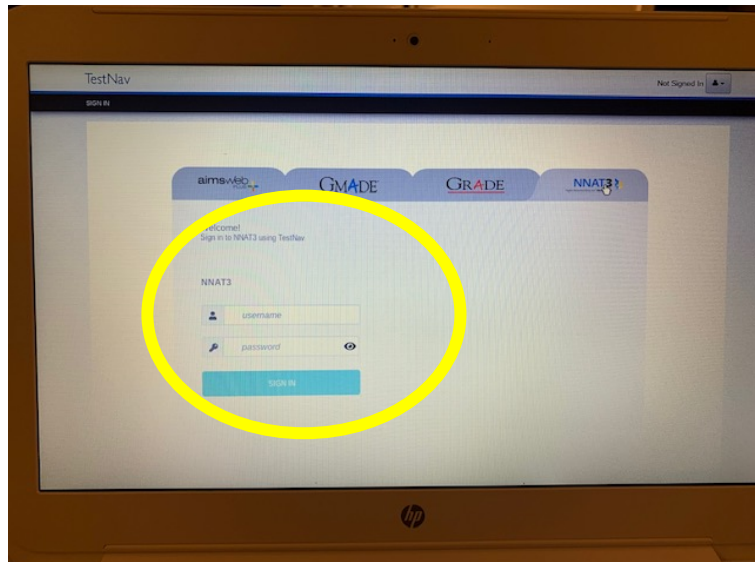 TestNav
Not Signed In
SIGN IN
aimsweb PLUS
GMADE
GRADE
NNAT3
Welcome!
Sign in to NNAT3 using TestNav
NNAT3
username
password
SIGN IN
hp